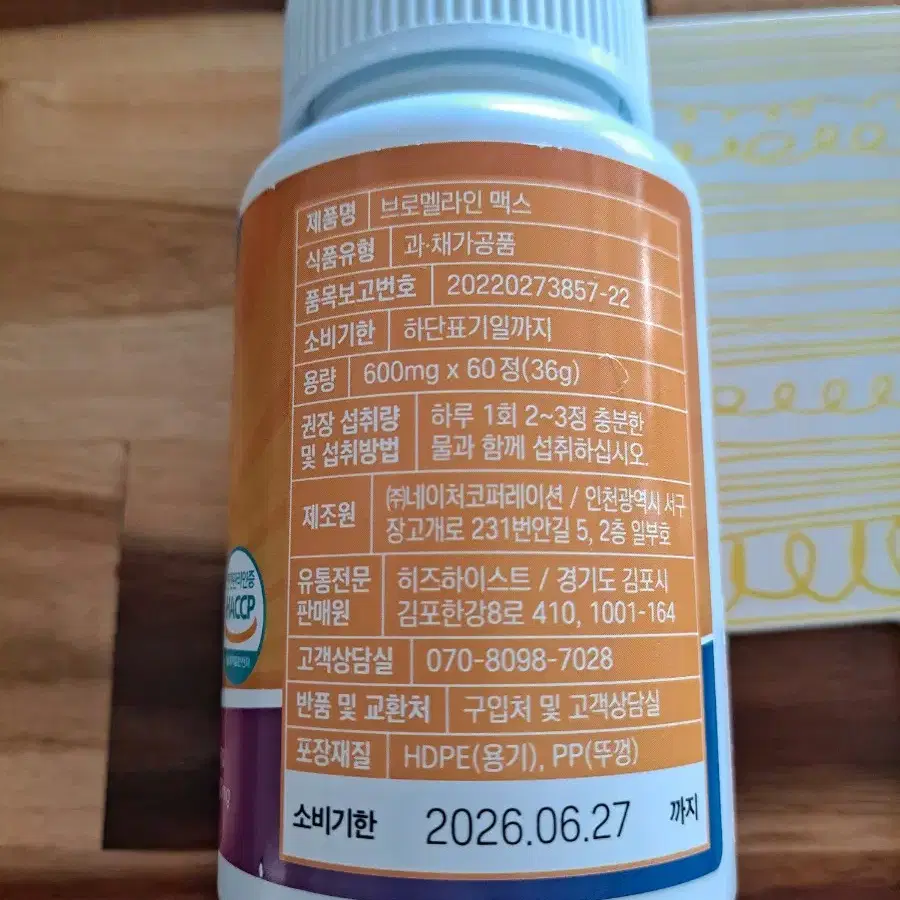 제품명 브로멜라인 맥스
식품유형 과·채가공품
품목보고번호 20220273857-22
소비기한 하단표기일까지
용량 600mg x 60정(36g)
권장 섭취량 하루 1회 2~3정 충분한
및 섭취방법 물과 함께 섭취하십시오.
제조원 ㈜네이처코퍼레이션 / 인천광역시 서구
장고개로 231번안길 5, 2층 일부호
유통전문 히즈하이스트 / 경기도 김포시
판매원 김포한강8로 410, 1001-164
고객상담실 070-8098-7028
반품 및 교환처 구입처 및 고객상담실
포장재질 HDPE(용기), PP(뚜껑)
소비기한 2026.06.27 까지
HACCP